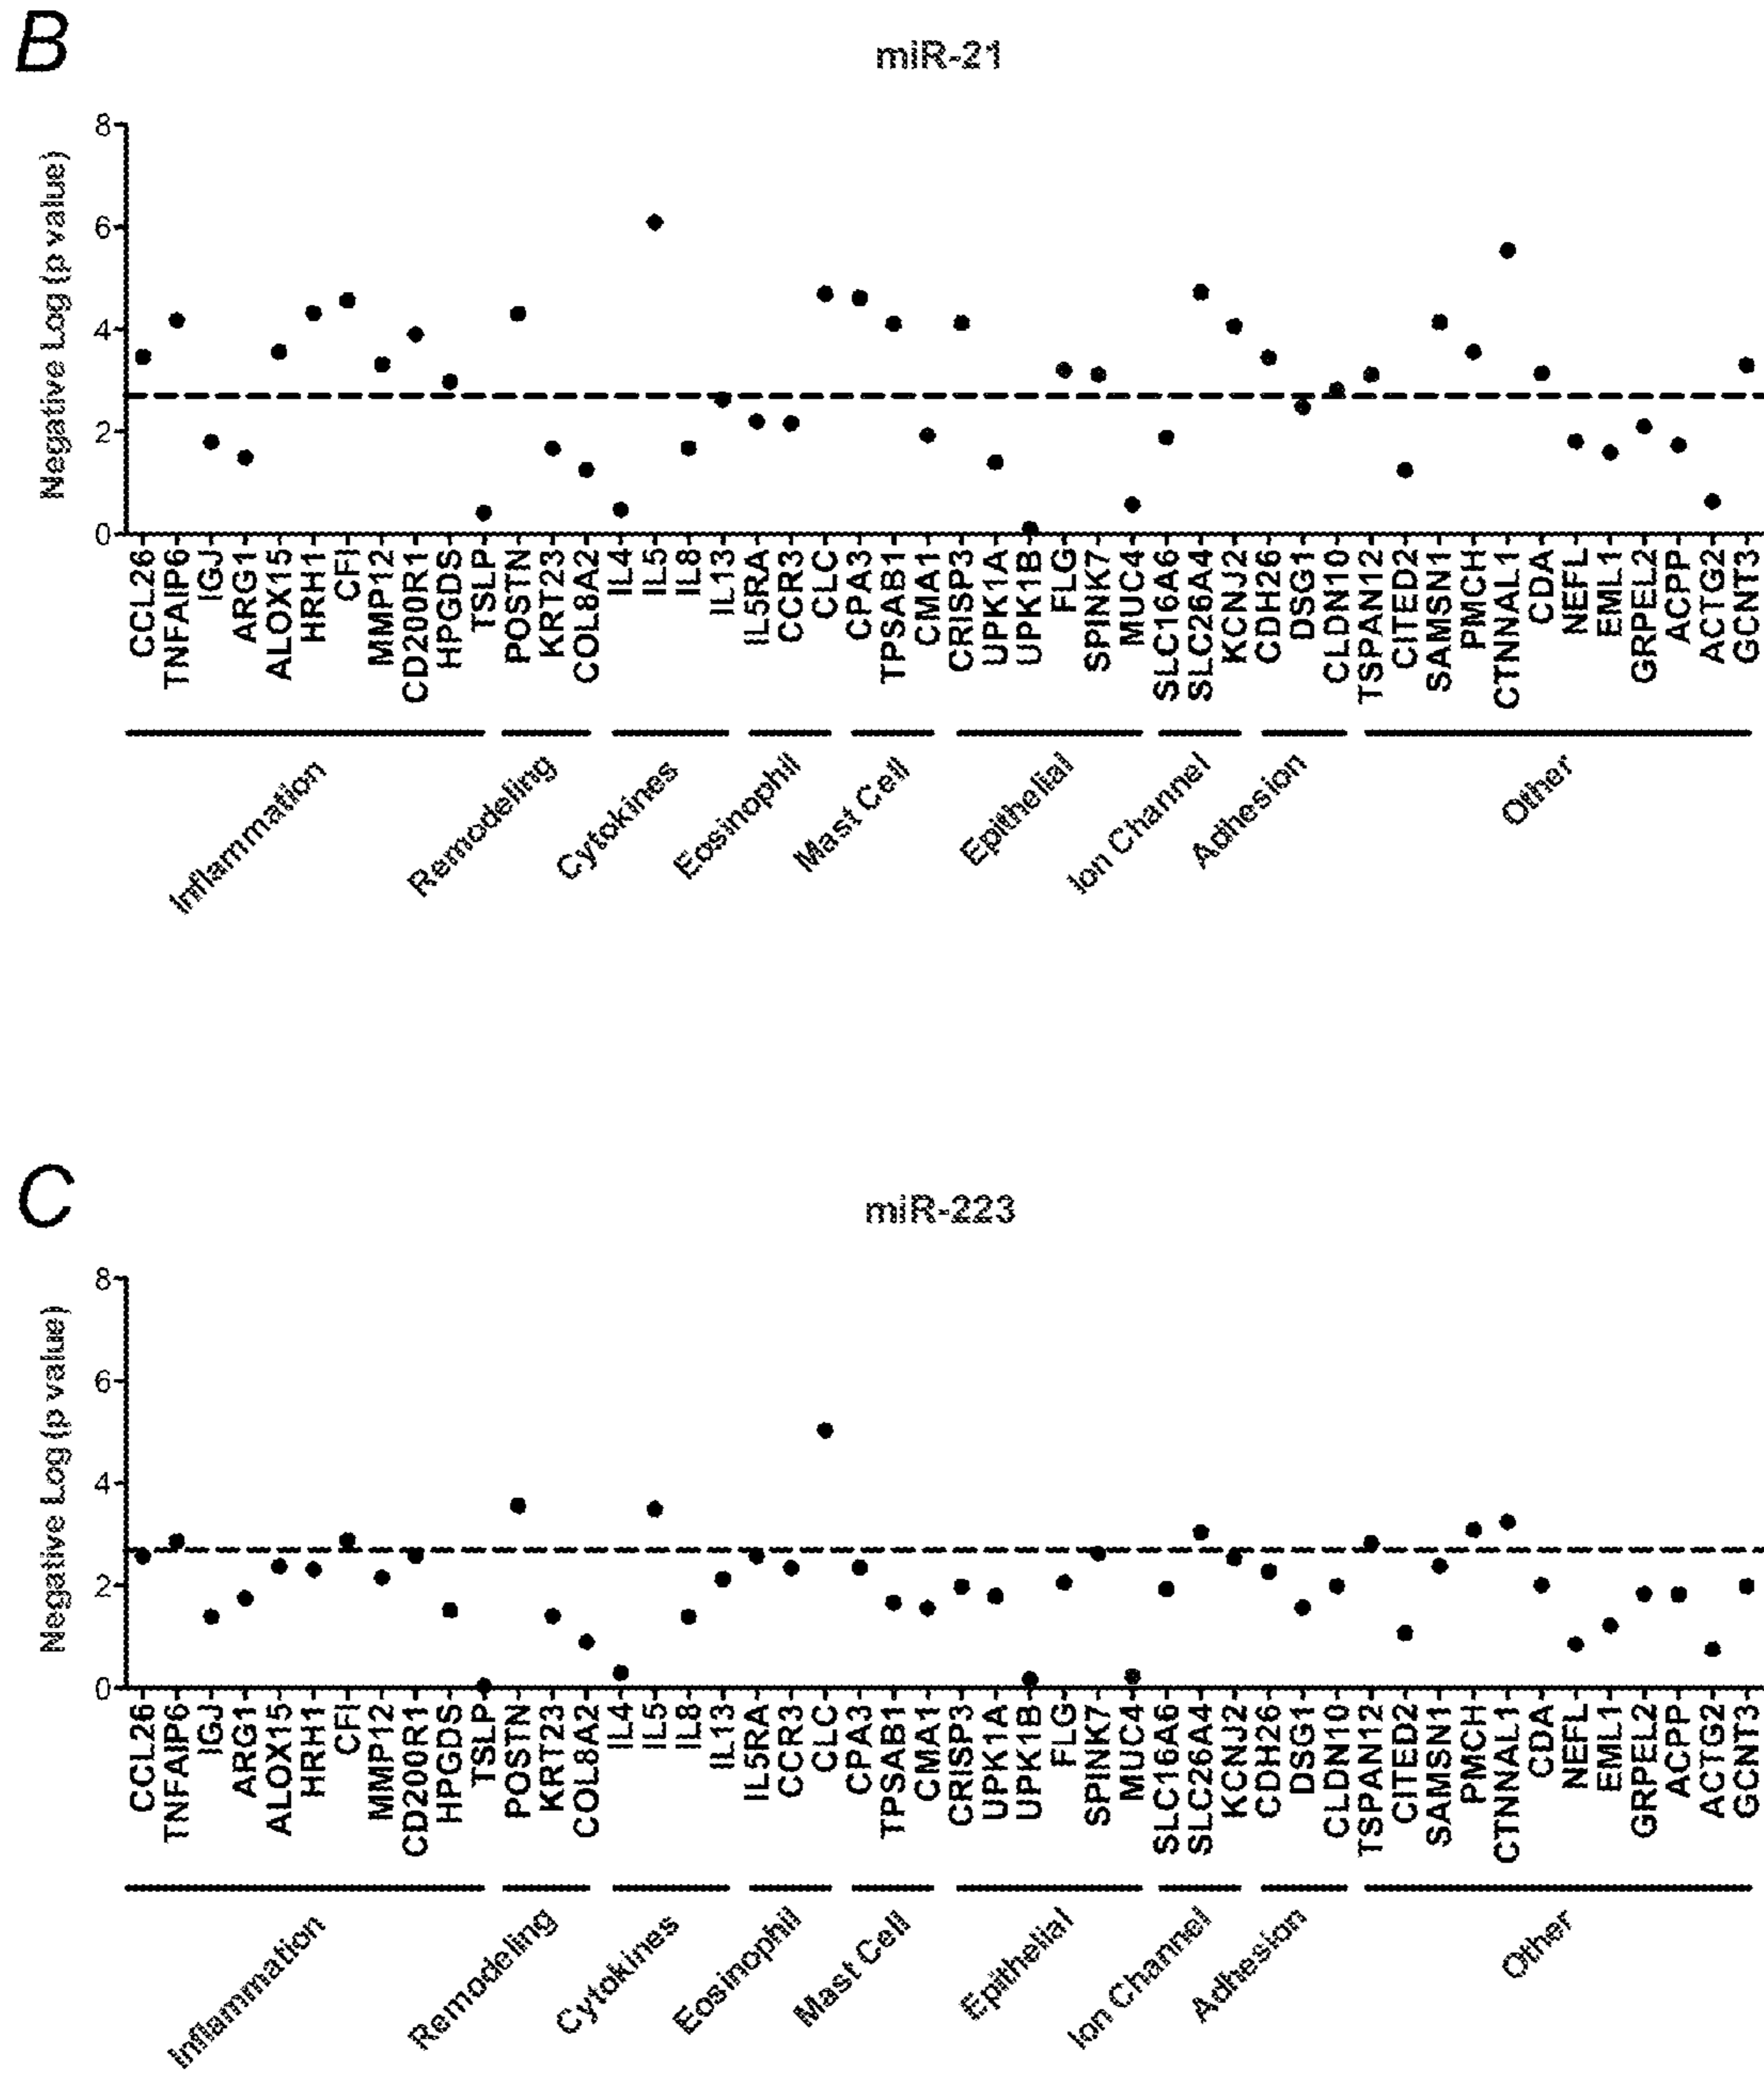 B
miR-21
Negative Log (p value)
8
6
4
2
0
CCL26
TNFAIP6
IGJ
ARG1
ALOX15
HRH1
CFI
MMP12
CD200R1
HPGDS
TSLP
POSTN
KRT23
COL8A2
IL4
IL5
IL8
IL13
IL5RA
CCR3
CLC
CPA3
TPSAB1
CMA1
CRISP3
UPK1A
UPK1B
FLG
SPINK7
MUC4
SLC16A6
SLC26A4
KCNJ2
CDH26
DSG1
CLDN10
TSPAN12
CITED2
SAMSN1
PMCH
CTNNAL1
CDA
NEFL
EML1
GRPEL2
ACPP
ACTG2
GCNT3
Inflammation
Remodeling
Cytokines
Eosinophil
Mast Cell
Epithelial
Ion Channel
Adhesion
Other
C
miR-223
Negative Log (p value)
8
6
4
2
0
CCL26
TNFAIP6
IGJ
ARG1
ALOX15
HRH1
CFI
MMP12
CD200R1
HPGDS
TSLP
POSTN
KRT23
COL8A2
IL4
IL5
IL8
IL13
IL5RA
CCR3
CLC
CPA3
TPSAB1
CMA1
CRISP3
UPK1A
UPK1B
FLG
SPINK7
MUC4
SLC16A6
SLC26A4
KCNJ2
CDH26
DSG1
CLDN10
TSPAN12
CITED2
SAMSN1
PMCH
CTNNAL1
CDA
NEFL
EML1
GRPEL2
ACPP
ACTG2
GCNT3
Inflammation
Remodeling
Cytokines
Eosinophil
Mast Cell
Epithelial
Ion Channel
Adhesion
Other